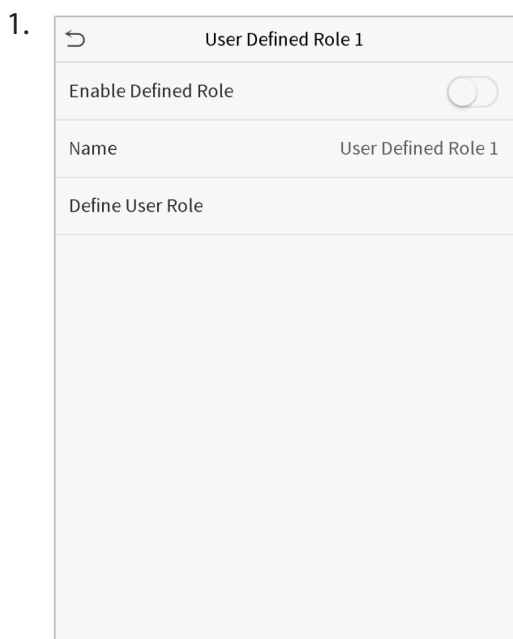 1.
User Defined Role 1
Enable Defined Role
Name User Defined Role 1
Define User Role